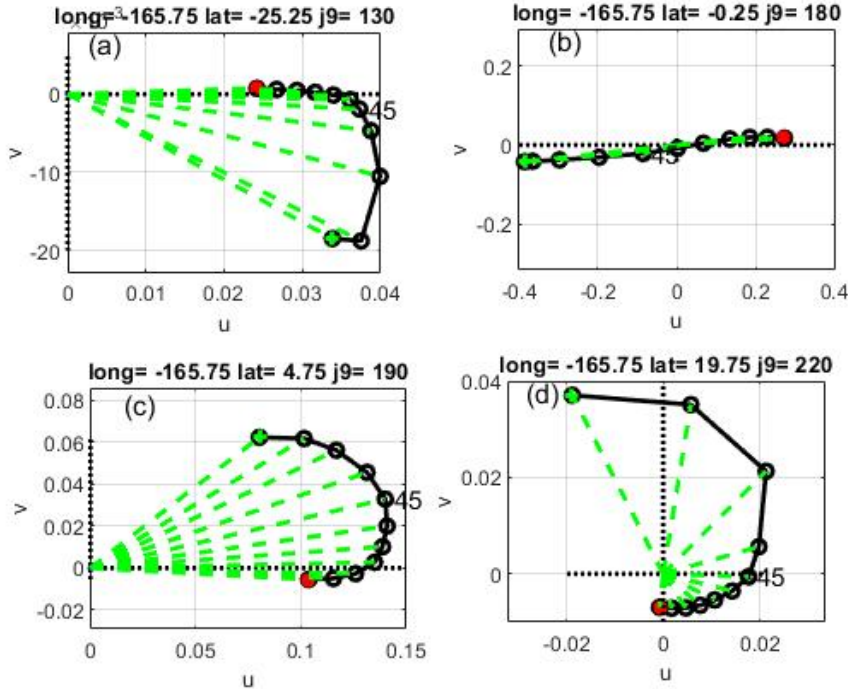 long= -165.75 lat= -25.25 j9= 130
(a)
0
-10
-20
v
45
0 0.01 0.02 0.03 0.04
u
long= -165.75 lat= -0.25 j9= 180
(b)
0.2
0
-0.2
v
45
-0.4 -0.2 0 0.2 0.4
u
long= -165.75 lat= 4.75 j9= 190
(c)
0.08
0.06
0.04
0.02
0
-0.02
v
45
0 0.05 0.1 0.15
u
long= -165.75 lat= 19.75 j9= 220
(d)
0.04
0.02
0
v
45
-0.02 0 0.02
u